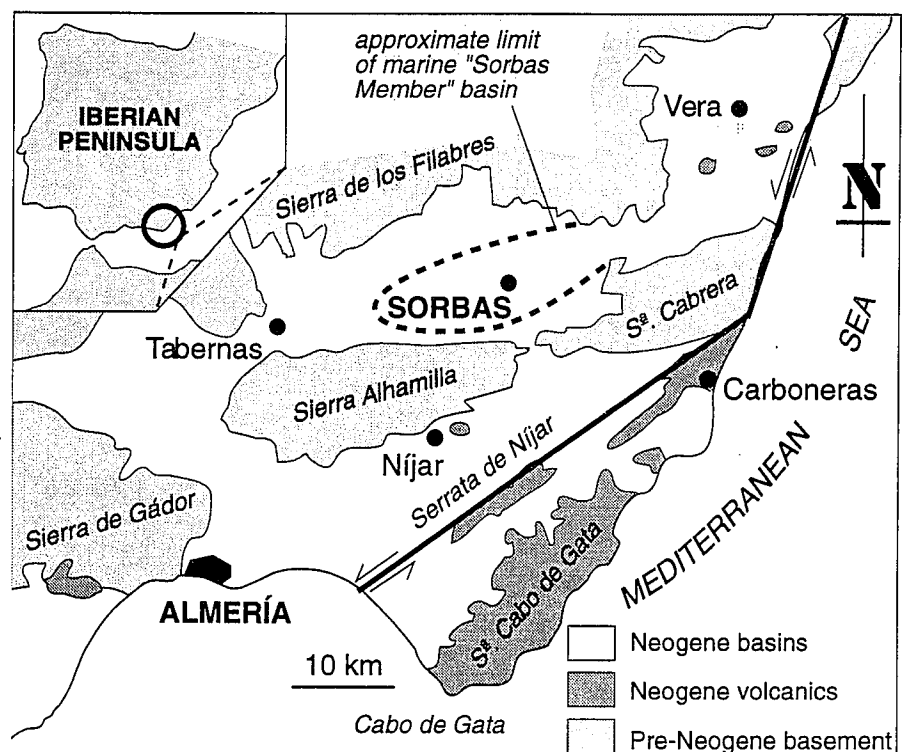 IBERIAN
PENINSULA
approximate limit
of marine "Sorbas
Member" basin
Vera
N
Sierra de los Filabres
SORBAS
Sª. Cabrera
SEA
Tabernas
Sierra Alhamilla
Carboneras
Níjar
Serrata de Níjar
MEDITERRANEAN
Sierra de Gádor
Sª. Cabo de Gata
ALMERÍA
10 km
Cabo de Gata
Neogene basins
Neogene volcanics
Pre-Neogene basement